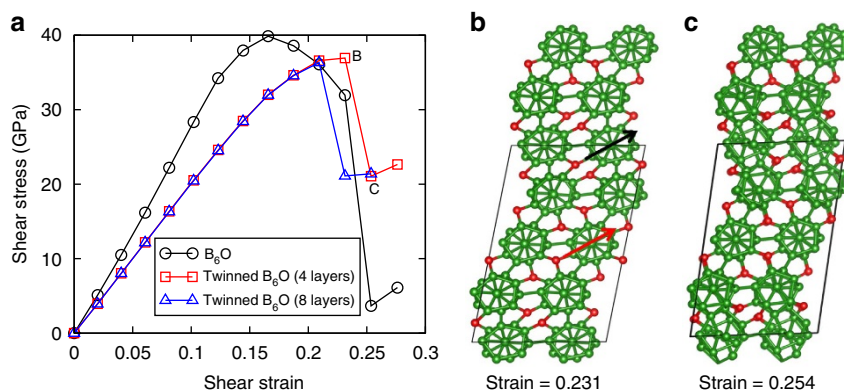 a
b
c
40
30
20
10
0
Shear stress (GPa)
B
C
B₆O
Twinned B₆O (4 layers)
Twinned B₆O (8 layers)
0 0.05 0.1 0.15 0.2 0.25 0.3
Shear strain
Strain = 0.231
Strain = 0.254